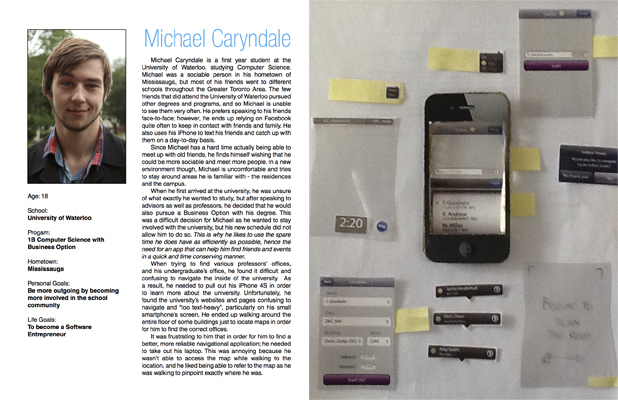 Michael Caryndale
Michael Caryndale is a first year student at the
University of Waterloo, studying Computer Science.
Michael was a sociable person in his hometown of
Mississauga, but most of his friends went to different
schools throughout the Greater Toronto Area. The few
friends that did attend the University of Waterloo pursued
other degrees and programs, and so Michael is unable
to see them very often. He prefers speaking to his friends
face-to-face; however, he ends up relying on Facebook
quite often to keep in contact with friends and family. He
also uses his iPhone to text his friends and catch up with
them on a day-to-day basis.
Since Michael has a hard time actually being able to
meet up with old friends, he finds himself wishing that he
could be more sociable and meet more people. In a new
environment though, Michael is uncomfortable and tries
to stay around areas he is familiar with - the residences
and the campus.
When he first arrived at the university, he was unsure
of what exactly he wanted to study, but after speaking to
advisors as well as professors, he decided that he would
also pursue a Business Option with his degree. This
was a difficult decision for Michael as he wanted to stay
involved with the university, but his new schedule did not
allow him to do so. This is why he likes to use the spare
time he does have as efficiently as possible, hence the
need for an app that can help him find friends and events
in a quick and time conserving manner.
When trying to find various professors' offices,
and his undergraduate's office, he found it difficult and
confusing to navigate inside of the university. As
a result, he needed to pull out his iPhone 4S in order
to learn more about the university. Unfortunately, he
found the university's websites and pages confusing to
navigate and "too text-heavy", particularly on his small
smartphone's screen. He ended up walking around the
entire floor of some buildings just to locate maps in order
for him to find the correct offices.
It was frustrating to him that in order for him to find a
better, more reliable navigational application; he needed
to take out his laptop. This was annoying because he
wasn't able to access the map while walking to the
location, and he liked being able to refer to the map as he
was walking to pinpoint exactly where he was.
Age: 18
School:
University of Waterloo
Progam:
1B Computer Science with
Business Option
Hometown:
Mississauga
Personal Goals:
Be more outgoing by becoming
more involved in the school
community
Life Goals:
To become a Software
Entrepreneur
2:20
T. Goodheim
R. Andrew
M. Miller
No thank you